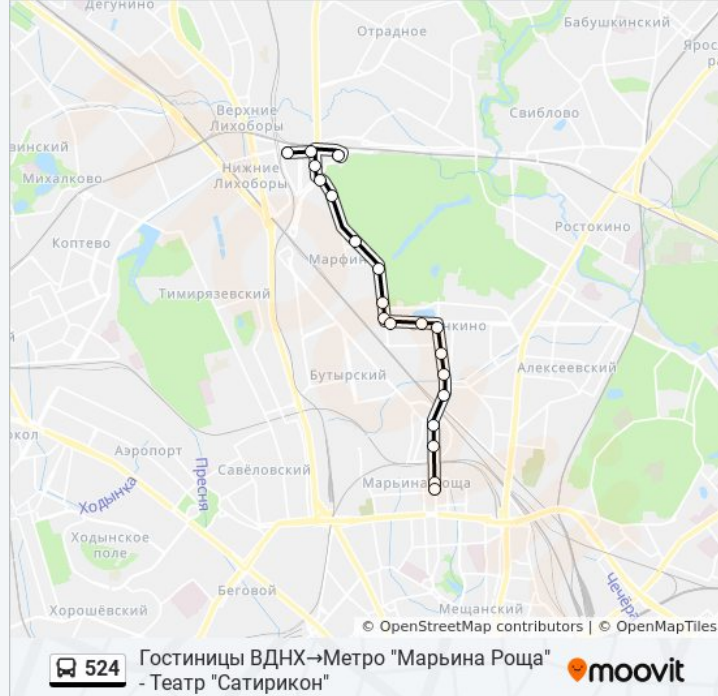 Дегунино
Отрадное
Бабушкинский
Верхние
Лихоборы
Свиблово
винский
Михалково
Нижние
Лихоборы
Ростокино
Коптево
Марфин
Тимирязевский
нкино
Алексеевский
Бутырский
кол
Аэропорт
Савёловский
Пресня
Марьина Роща
Ходынка
Ходынское
поле
Беговой
Хорошёвский
Мещанский
Чечёра
© OpenStreetMap contributors | © OpenMapTiles
524
Гостиницы ВДНХ→Метро "Марьина Роща"
- Театр "Сатирикон"
moovit